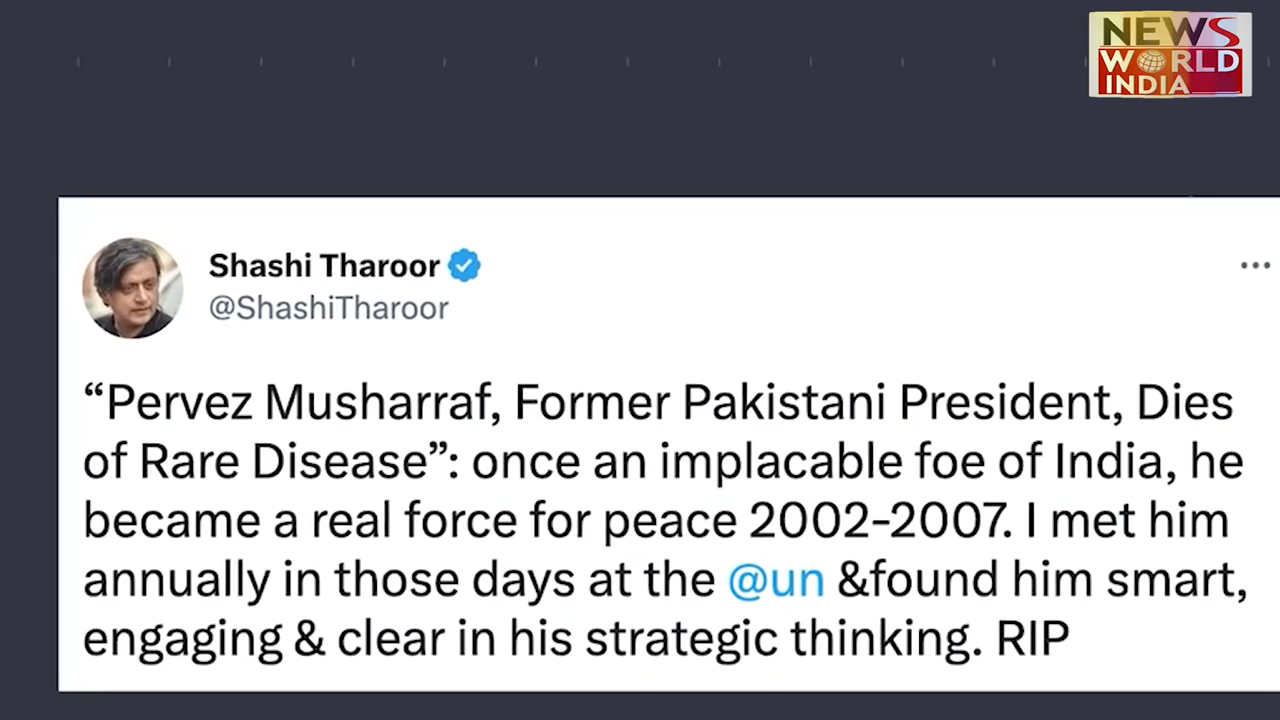 NEWS
WORLD
INDIA
Shashi Tharoor
@ShashiTharoor
“Pervez Musharraf, Former Pakistani President, Dies
of Rare Disease”: once an implacable foe of India, he
became a real force for peace 2002-2007. I met him
annually in those days at the @un &found him smart,
engaging & clear in his strategic thinking. RIP